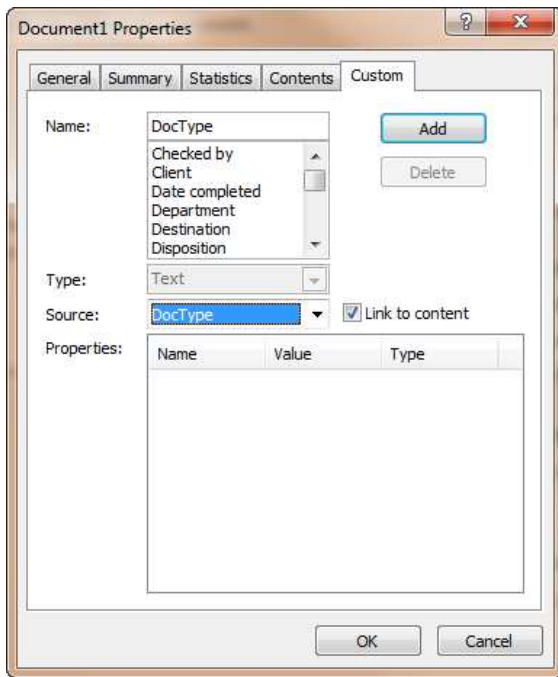 Document1 Properties
General Summary Statistics Contents Custom
Name: DocType Add
Checked by
Client
Date completed
Department
Destination
Disposition
Delete
Type: Text
Source: DocType Link to content
Properties: Name Value Type
OK Cancel